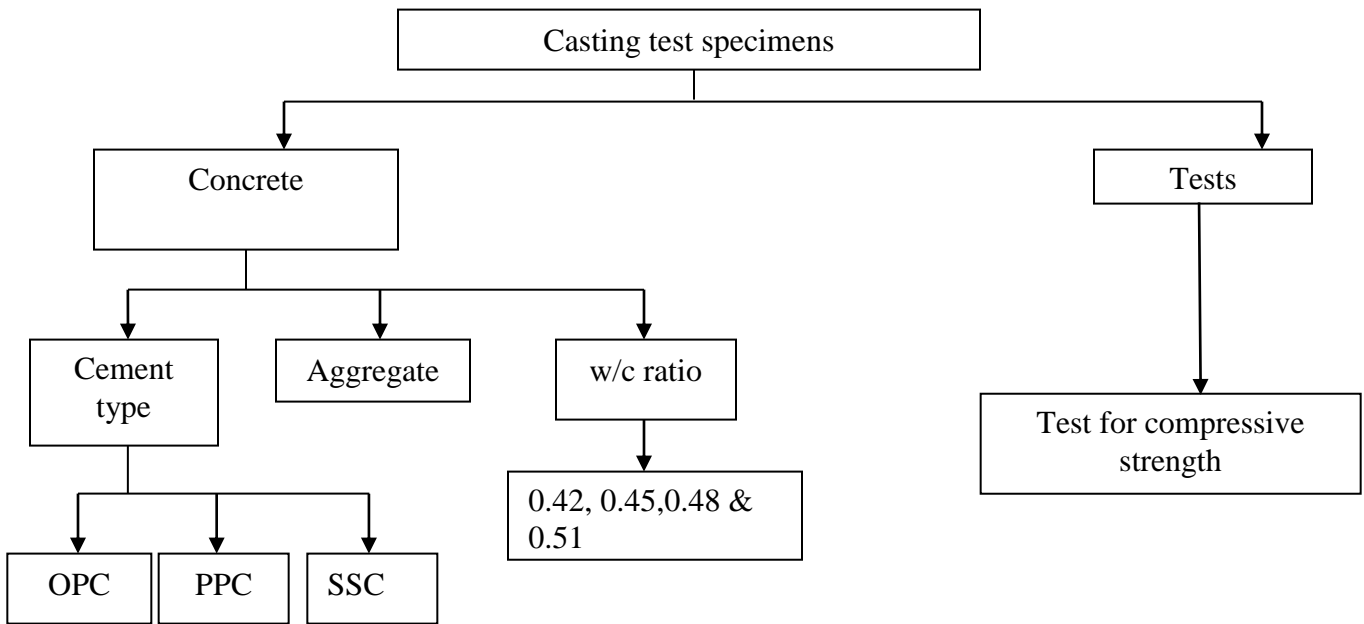 Casting test specimens
Concrete
Tests
Cement
type
Aggregate
w/c ratio
Test for compressive
strength
0.42, 0.45,0.48 &
0.51
OPC
PPC
SSC